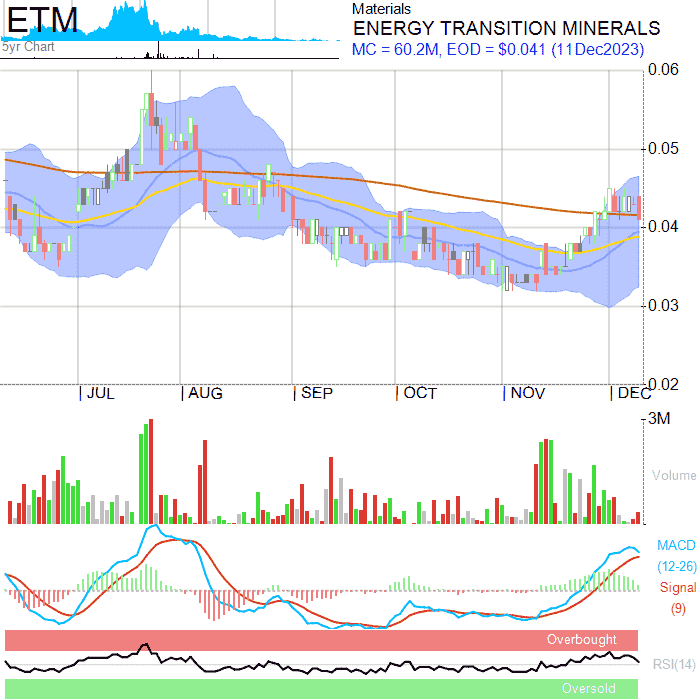 ETM
5yr Chart
Materials
ENERGY TRANSITION MINERALS
MC = 60.2M, EOD = $0.041 (11Dec2023)
0.06
0.05
0.04
0.03
0.02
JUL AUG SEP OCT NOV DEC
3M
Volume
MACD
(12-26)
Signal
(9)
Overbought
RSI(14)
Oversold